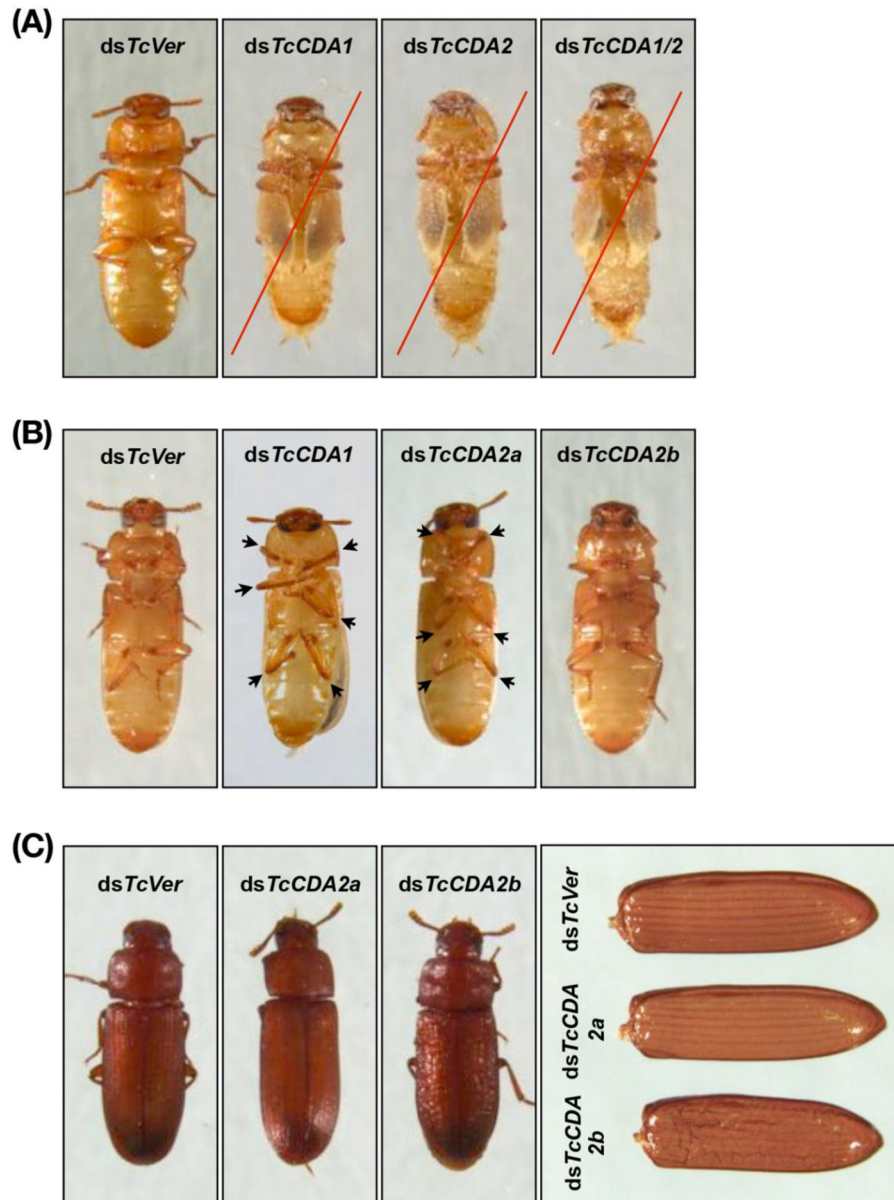 (A)
dsTcVer
dsTcCDA1
dsTcCDA2
dsTcCDA1/2
(B)
dsTcVer
dsTcCDA1
dsTcCDA2a
dsTcCDA2b
(C)
dsTcVer
dsTcCDA2a
dsTcCDA2b
dsTcVer
dsTcCDA
2a
dsTcCDA
2b